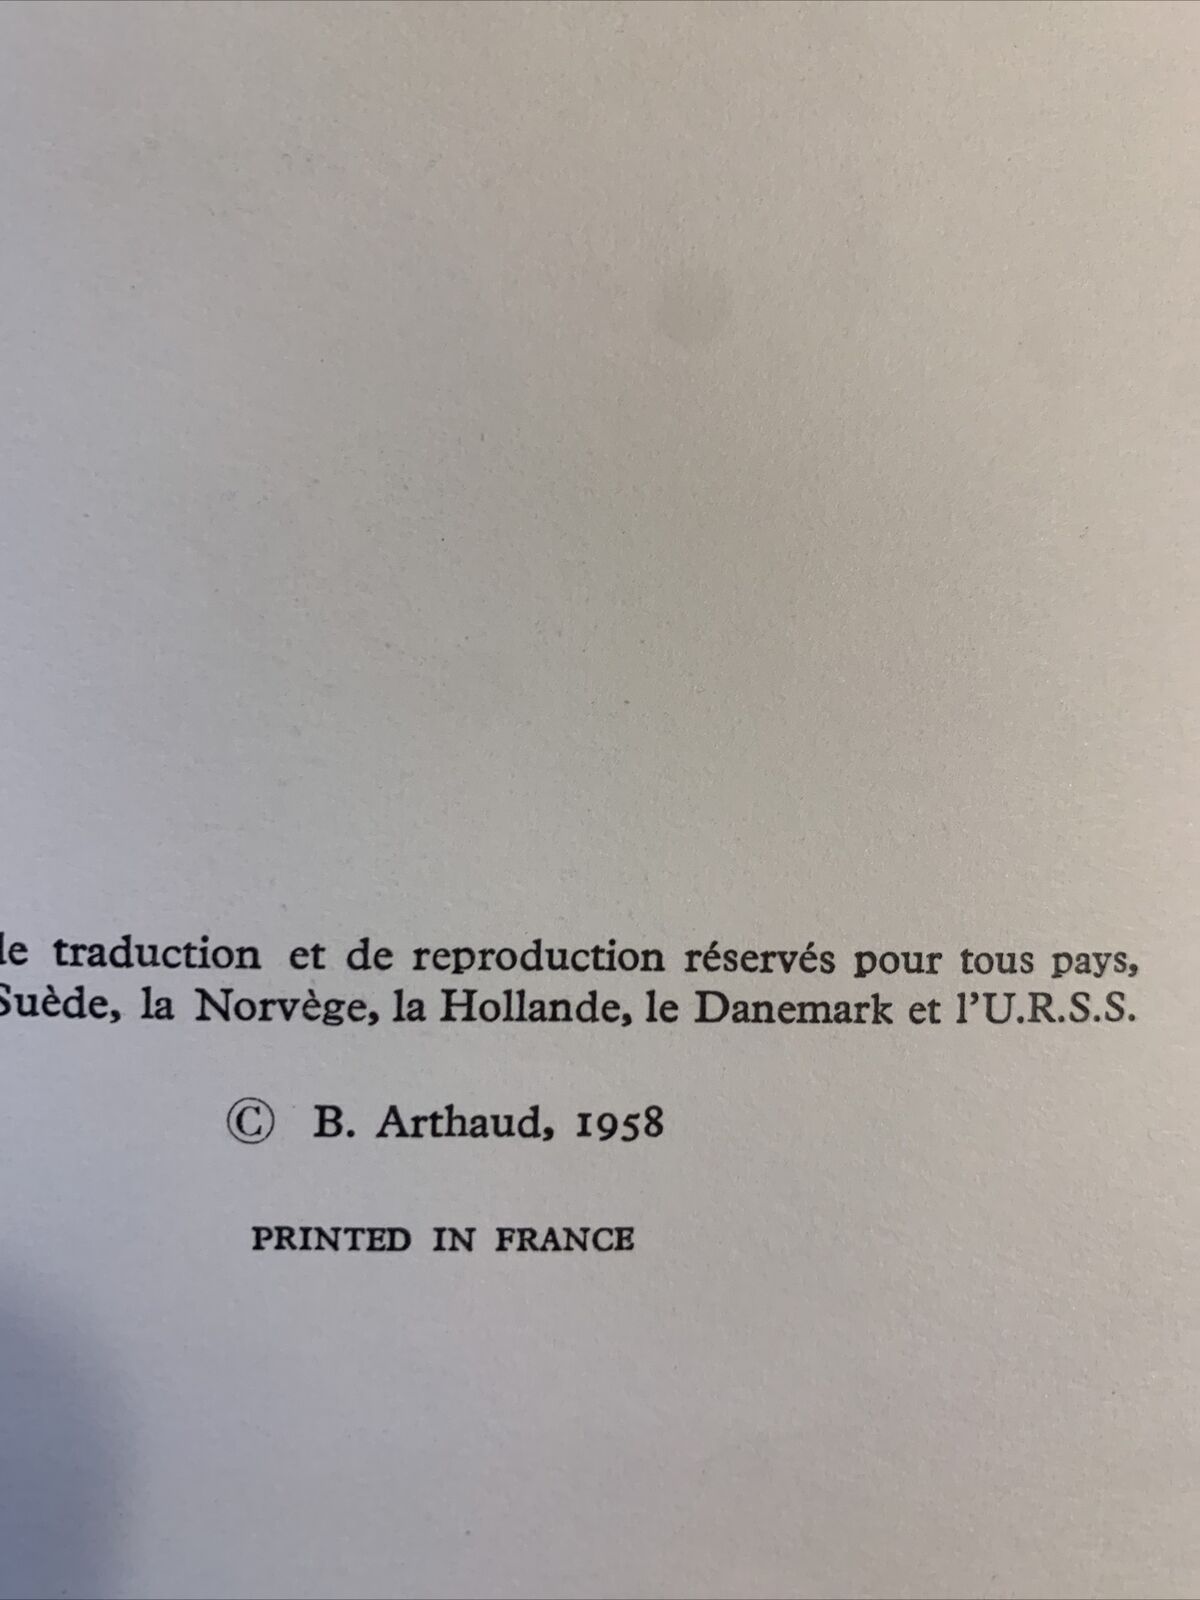 de traduction et de reproduction réservés pour tous pays,
Suède, la Norvège, la Hollande, le Danemark et l'U.R.S.S.
© B. Arthaud, 1958
PRINTED IN FRANCE